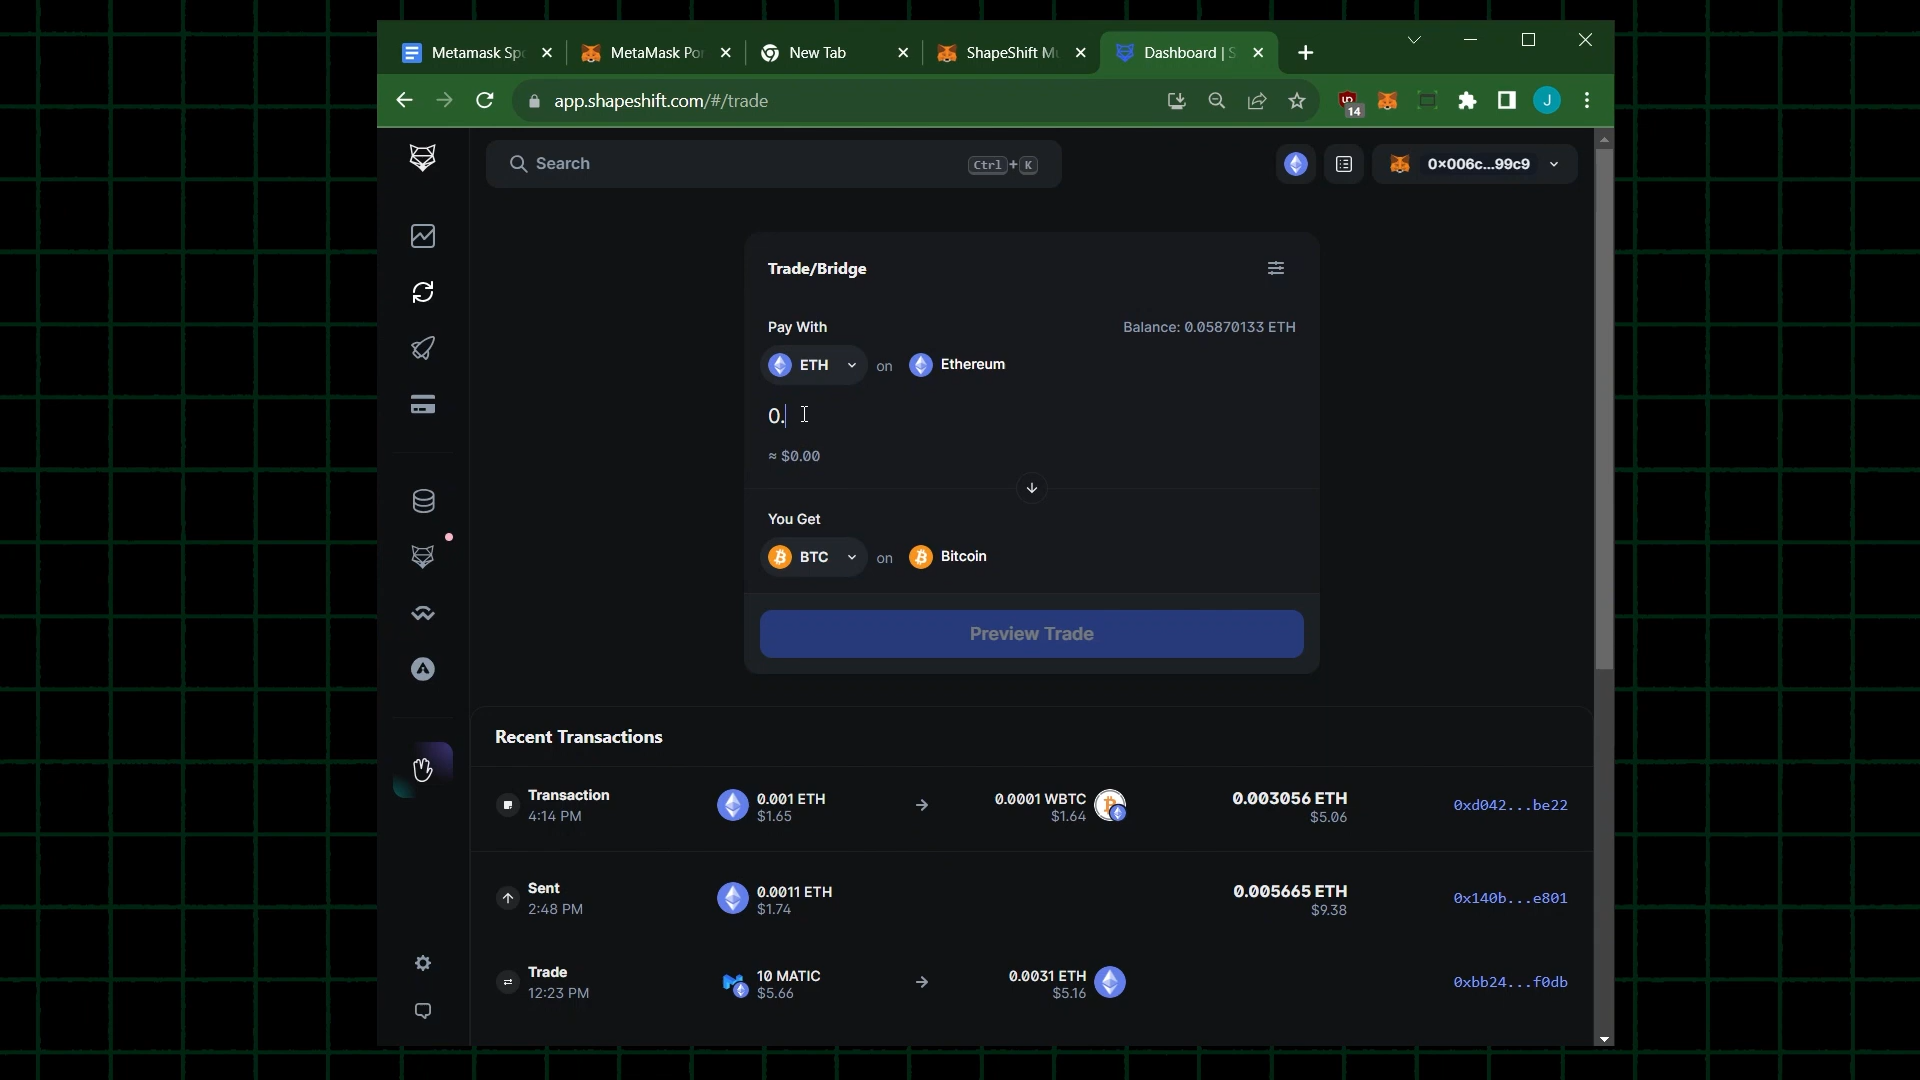 Metamask Sp
MetaMask Po
New Tab
ShapeShift M
Dashboard | S
app.shapeshift.com/#/trade
14
J
Search
Ctrl + K
0×006c...99c9
Trade/Bridge
Pay With
Balance: 0.05870133 ETH
ETH on Ethereum
0.
≈ $0.00
You Get
BTC on Bitcoin
Preview Trade
Recent Transactions
Transaction
4:14 PM
0.001 ETH
$1.65
0.0001 WBTC
$1.64
0.003056 ETH
$5.06
0xd042...be22
Sent
2:48 PM
0.0011 ETH
$1.74
0.005665 ETH
$9.38
0x140b...e801
Trade
12:23 PM
10 MATIC
$5.66
0.0031 ETH
$5.16
0xbb24...f0db